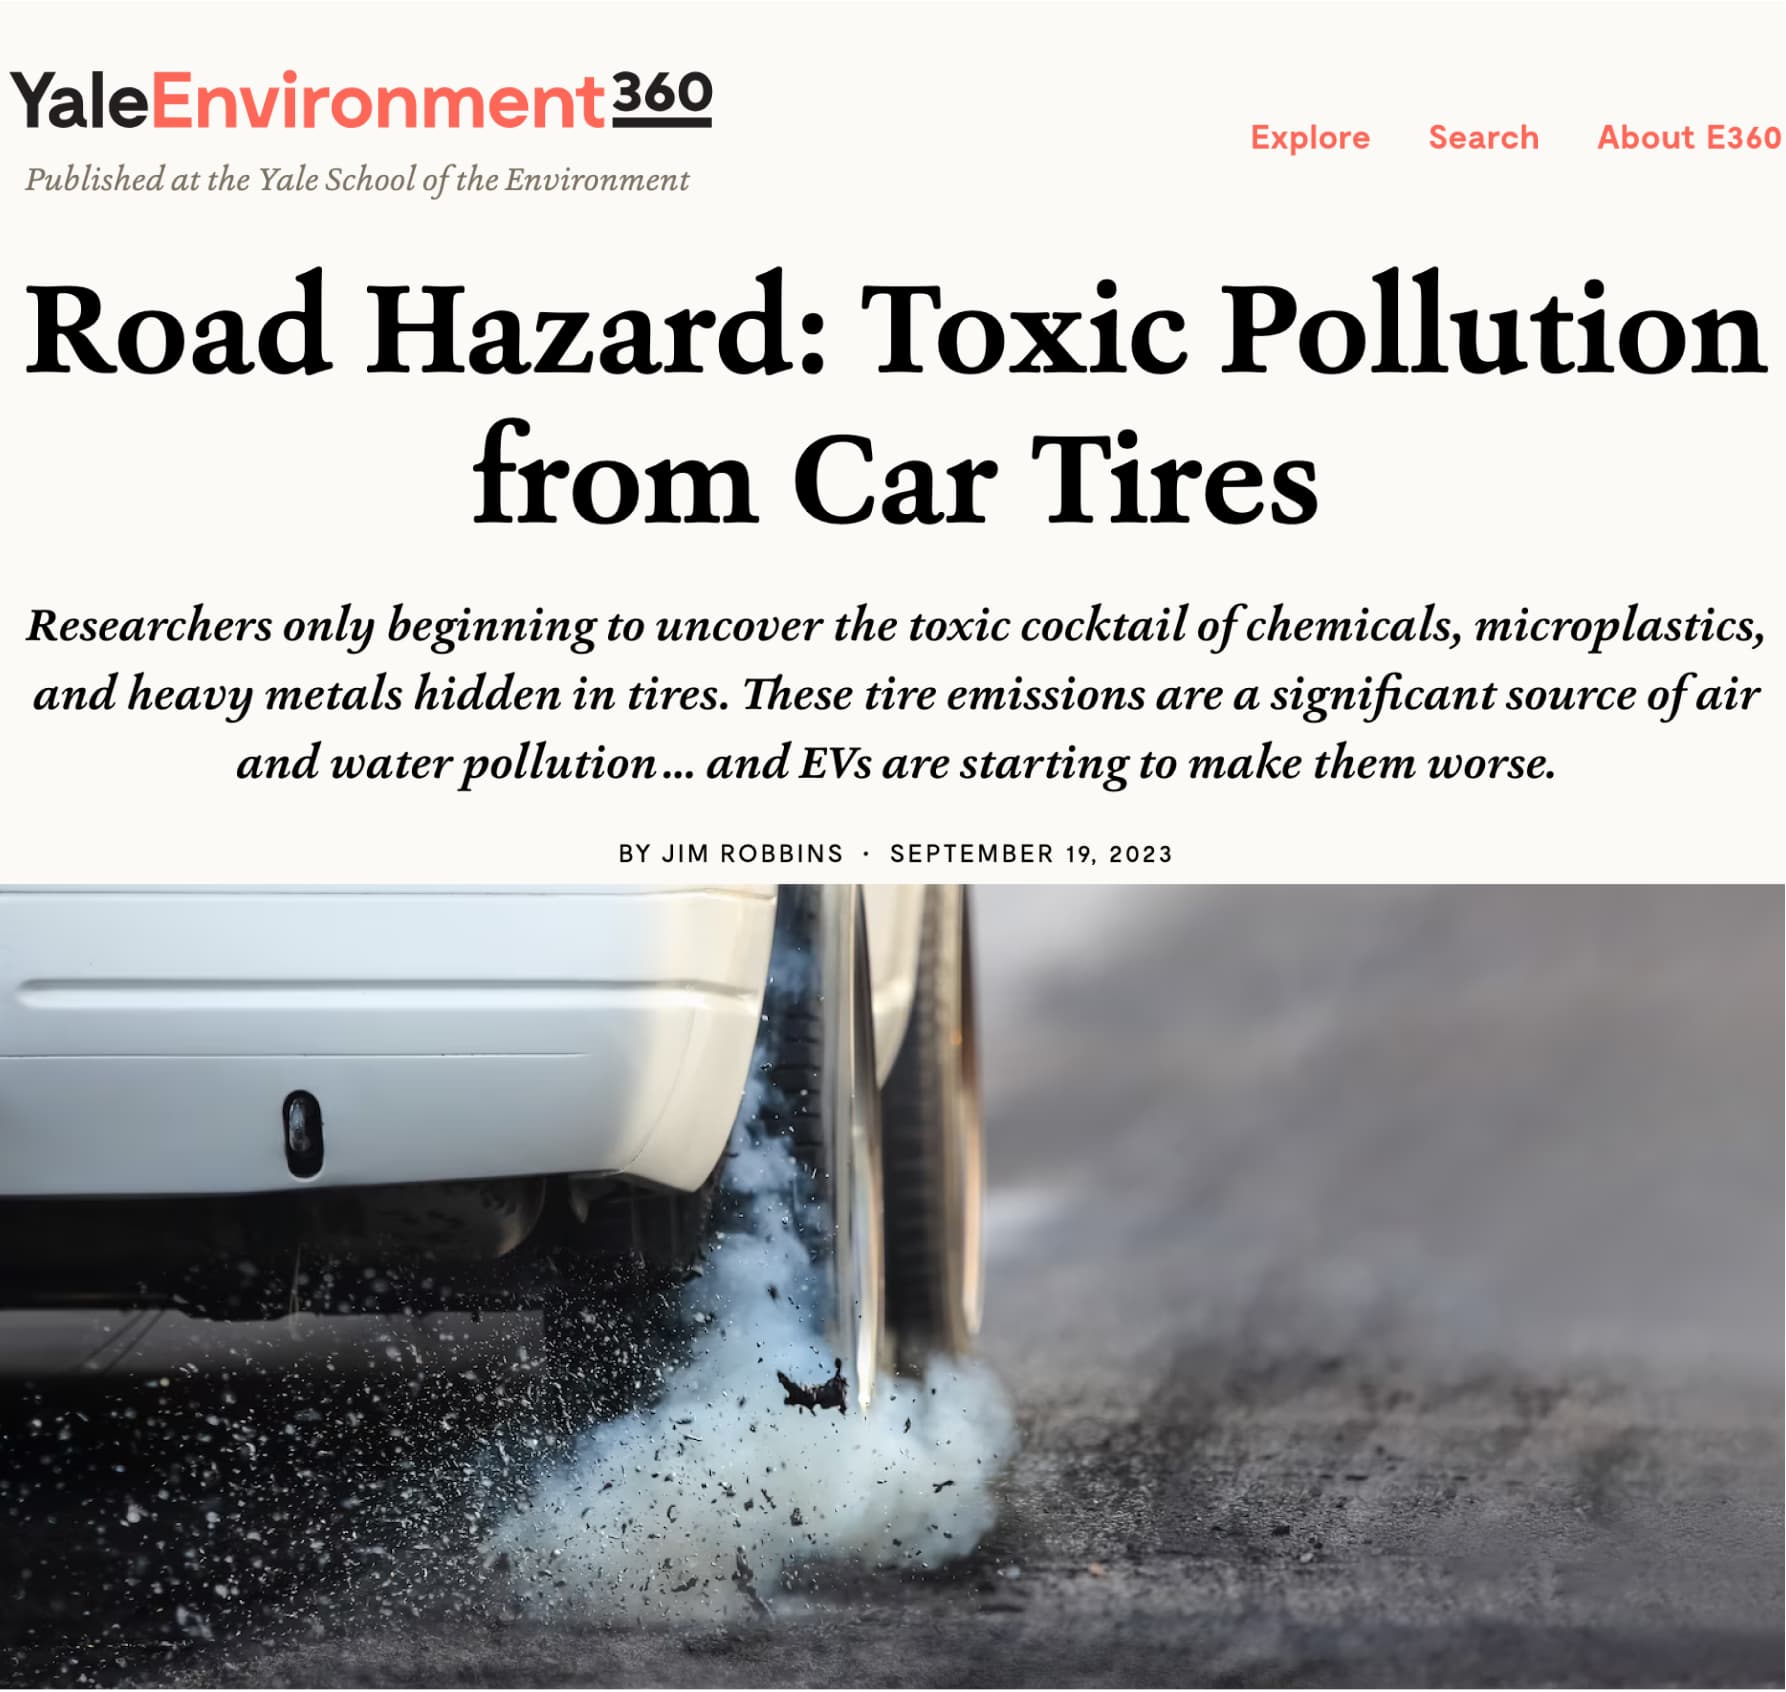 YaleEnvironment360
Published at the Yale School of the Environment
Explore Search About E360
Road Hazard: Toxic Pollution
from Car Tires
Researchers only beginning to uncover the toxic cocktail of chemicals, microplastics,
and heavy metals hidden in tires. These tire emissions are a significant source of air
and water pollution... and EVs are starting to make them worse.
BY JIM ROBBINS · SEPTEMBER 19, 2023